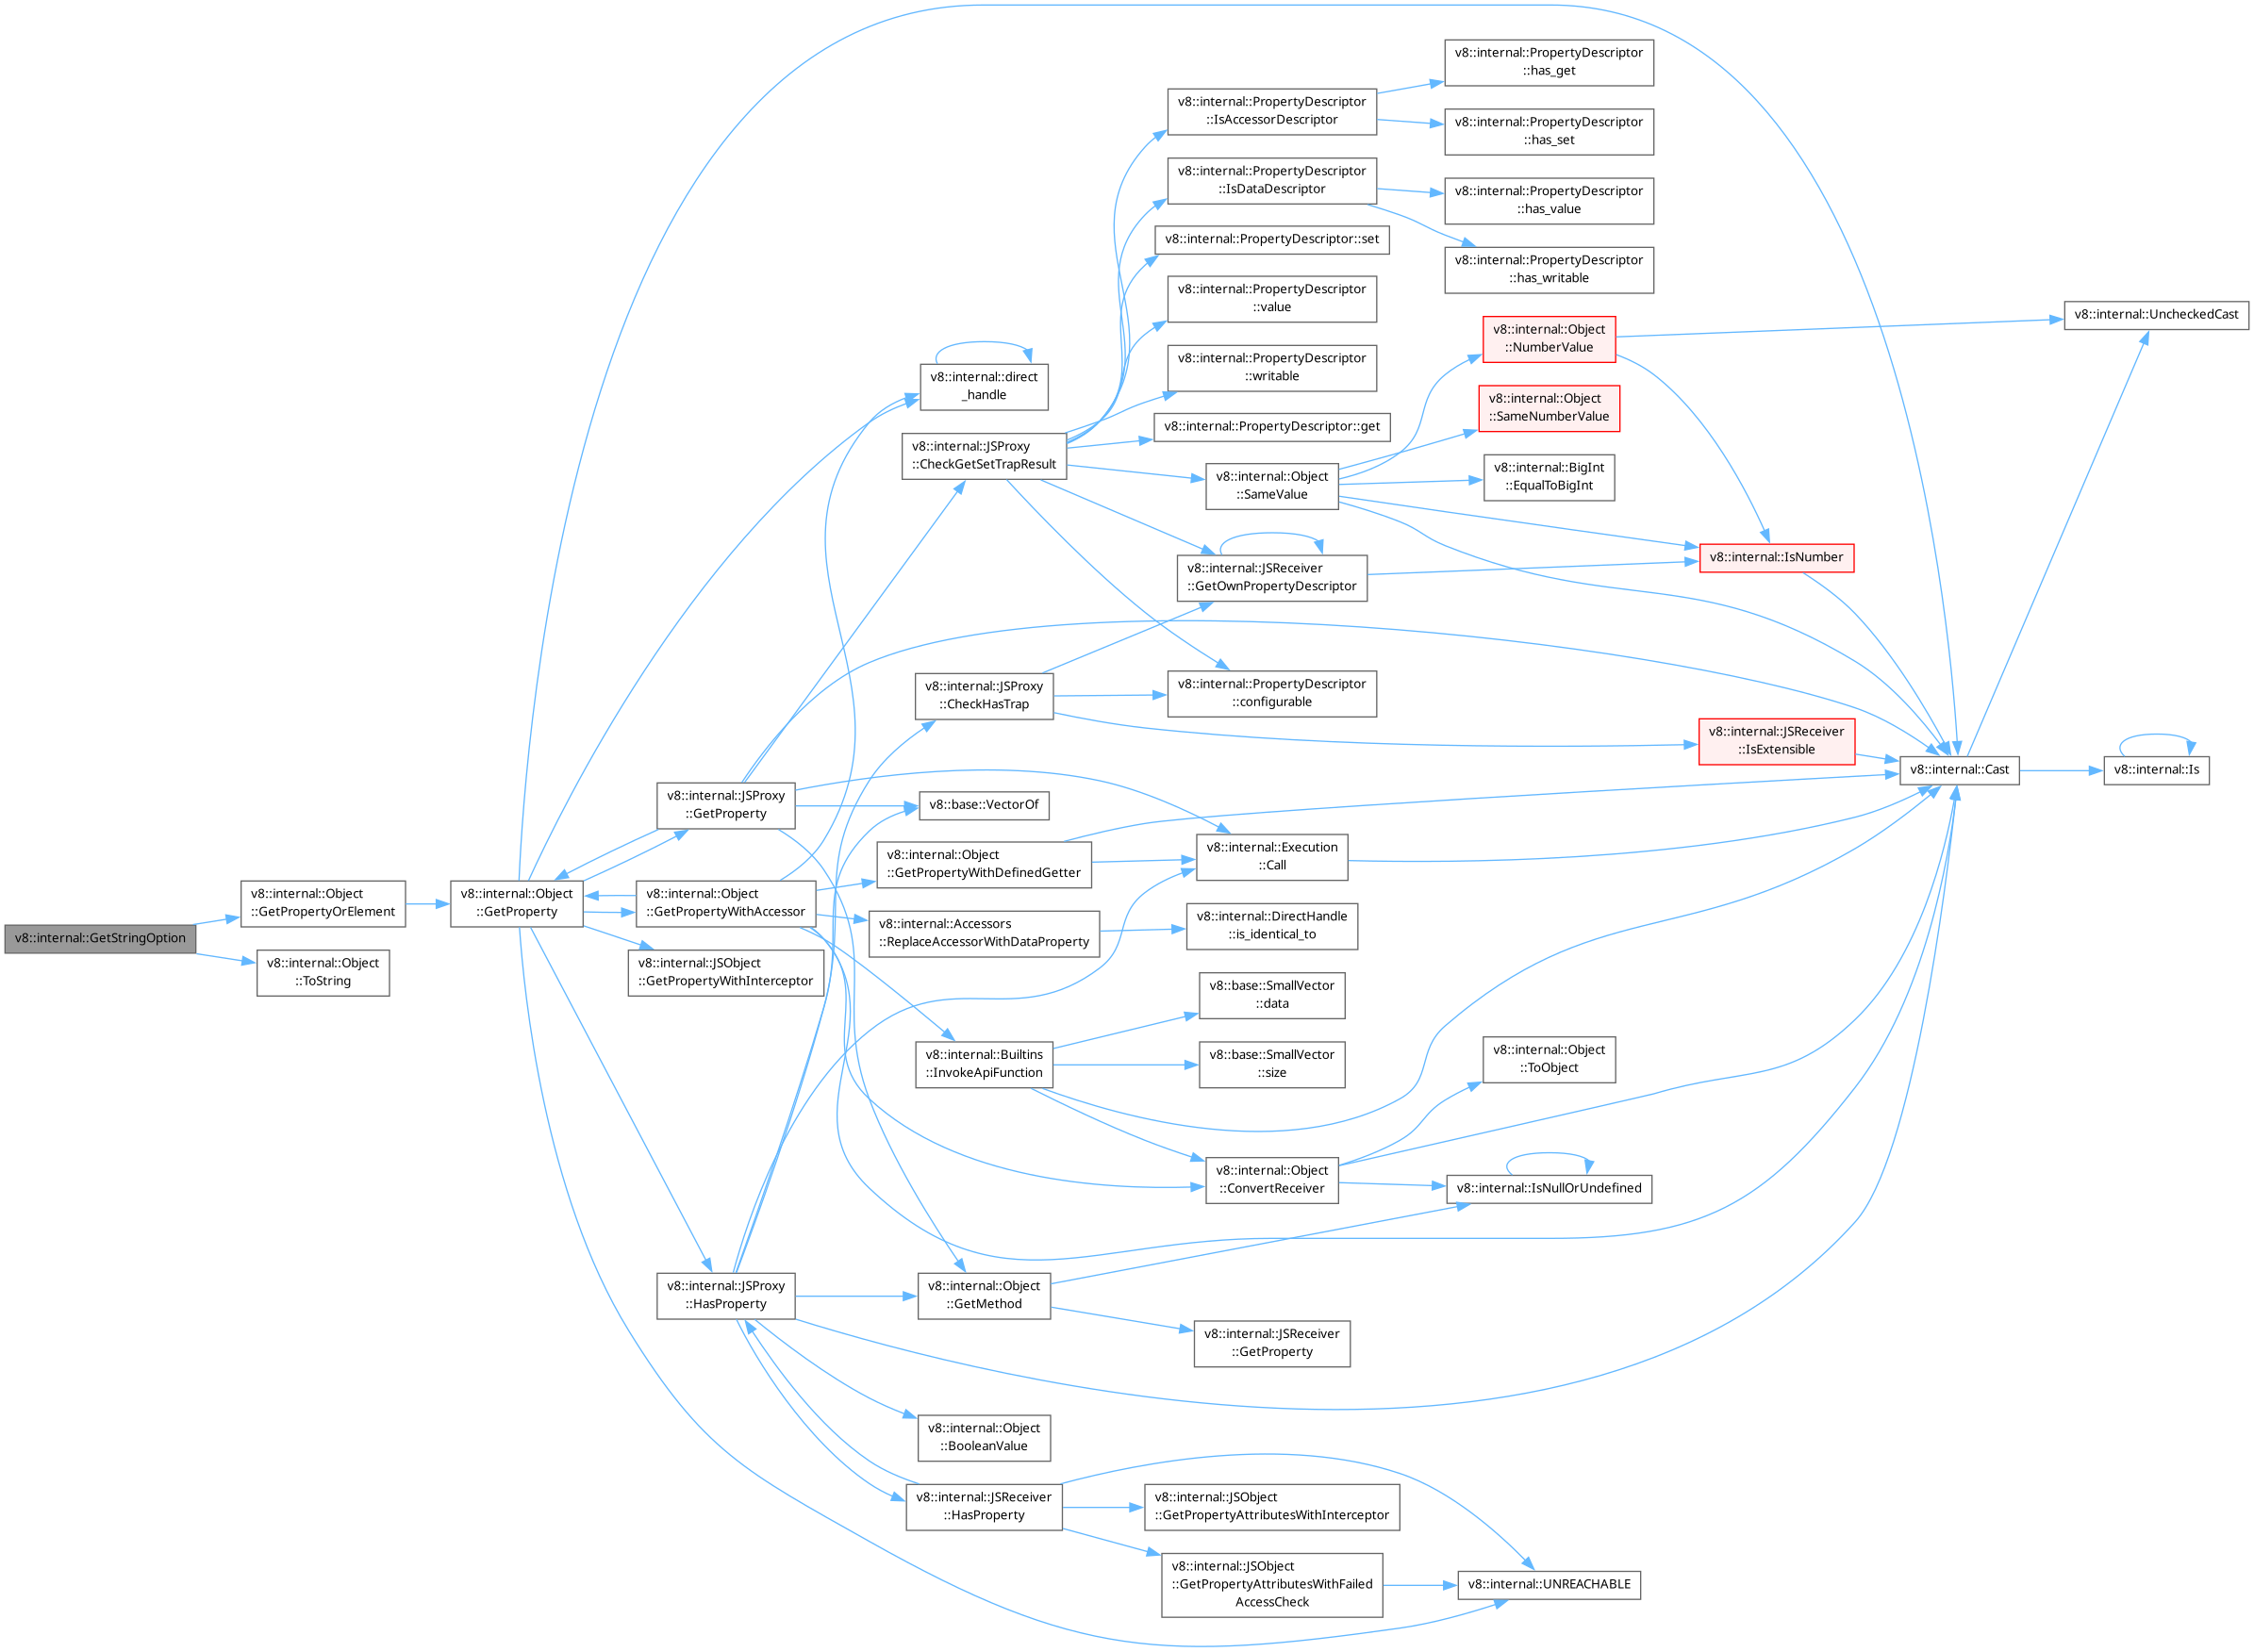 v8::internal::GetStringOption
v8::internal::Object
::GetPropertyOrElement
v8::internal::Object
::ToString
v8::internal::Object
::GetProperty
v8::internal::JSProxy
::GetProperty
v8::internal::Object
::GetPropertyWithAccessor
v8::internal::JSObject
::GetPropertyWithInterceptor
v8::internal::JSProxy
::HasProperty
v8::internal::direct
_handle
v8::internal::JSProxy
::CheckGetSetTrapResult
v8::internal::JSProxy
::CheckHasTrap
v8::base::VectorOf
v8::internal::Object
::GetPropertyWithDefinedGetter
v8::internal::Accessors
::ReplaceAccessorWithDataProperty
v8::internal::Builtins
::InvokeApiFunction
v8::internal::Object
::GetMethod
v8::internal::Object
::BooleanValue
v8::internal::JSReceiver
::HasProperty
v8::internal::PropertyDescriptor
::IsAccessorDescriptor
v8::internal::PropertyDescriptor
::IsDataDescriptor
v8::internal::PropertyDescriptor::set
v8::internal::PropertyDescriptor
::value
v8::internal::PropertyDescriptor
::writable
v8::internal::PropertyDescriptor::get
v8::internal::Object
::SameValue
v8::internal::JSReceiver
::GetOwnPropertyDescriptor
v8::internal::PropertyDescriptor
::configurable
v8::internal::Execution
::Call
v8::internal::DirectHandle
::is_identical_to
v8::base::SmallVector
::data
v8::base::SmallVector
::size
v8::internal::Object
::ConvertReceiver
v8::internal::JSReceiver
::GetProperty
v8::internal::JSObject
::GetPropertyAttributesWithInterceptor
v8::internal::JSObject
::GetPropertyAttributesWithFailed
AccessCheck
v8::internal::PropertyDescriptor
::has_get
v8::internal::PropertyDescriptor
::has_set
v8::internal::PropertyDescriptor
::has_value
v8::internal::PropertyDescriptor
::has_writable
v8::internal::Object
::NumberValue
v8::internal::Object
::SameNumberValue
v8::internal::BigInt
::EqualToBigInt
v8::internal::Object
::ToObject
v8::internal::IsNullOrUndefined
v8::internal::UNREACHABLE
v8::internal::IsNumber
v8::internal::JSReceiver
::IsExtensible
v8::internal::Cast
v8::internal::UncheckedCast
v8::internal::Is